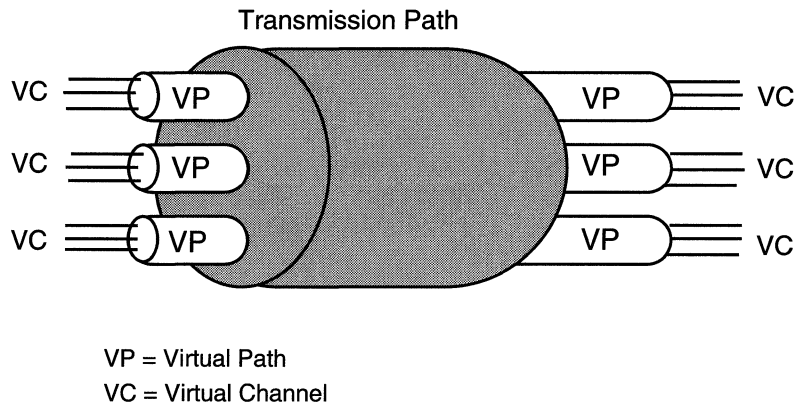 Transmission Path
VC VP VP VC
VC VP VP VC
VC VP VP VC
VP = Virtual Path
VC = Virtual Channel